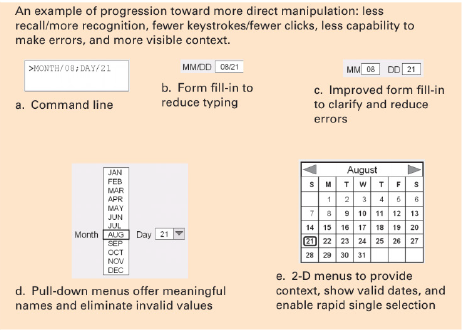 An example of progression toward more direct manipulation: less
recall/more recognition, fewer keystrokes/fewer clicks, less capability to
make errors, and more visible context.
>MONTH/08;DAY/21
a. Command line
MM/DD 08/21
b. Form fill-in to
reduce typing
MM 08 DD 21
c. Improved form fill-in
to clarify and reduce
errors
JAN
FEB
MAR
APR
MAY
JUN
JUL
Month AUG Day 21
SEP
OCT
NOV
DEC
d. Pull-down menus offer meaningful
names and eliminate invalid values
August
S M T W T F S
1 2 3 4 5 6
7 8 9 10 11 12 13
14 15 16 17 18 19 20
21 22 23 24 25 26 27
28 29 30 31
e. 2-D menus to provide
context, show valid dates, and
enable rapid single selection